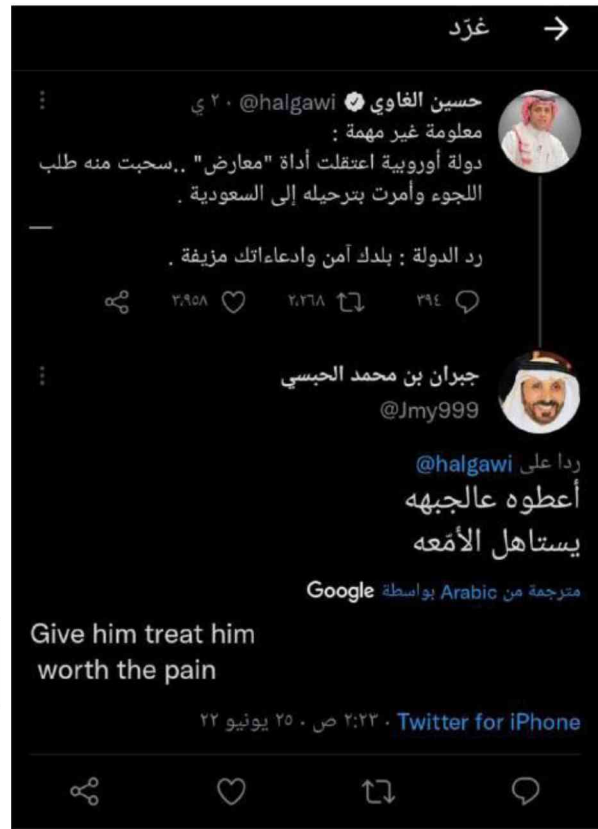 غرّد
حسين الغاوي @halgawi · ٢٠ ي
معلومة غير مهمة :
دولة أوروبية اعتقلت أداة "معارض" ..سحبت منه طلب
اللجوء وأمرت بترحيله إلى السعودية .
رد الدولة : بلدك آمن وادعاءاتك مزيفة .
٣٩٤ ٢،٢٦٨ ٣،٩٥٨
جبران بن محمد الحبسي
@Jmy999
ردا على @halgawi
أعطوه عالجبهه
يستاهل الأمّعه
مترجمة من Arabic بواسطة Google
Give him treat him
worth the pain
٢:٢٣ ص · ٢٥ يونيو ٢٢ · Twitter for iPhone